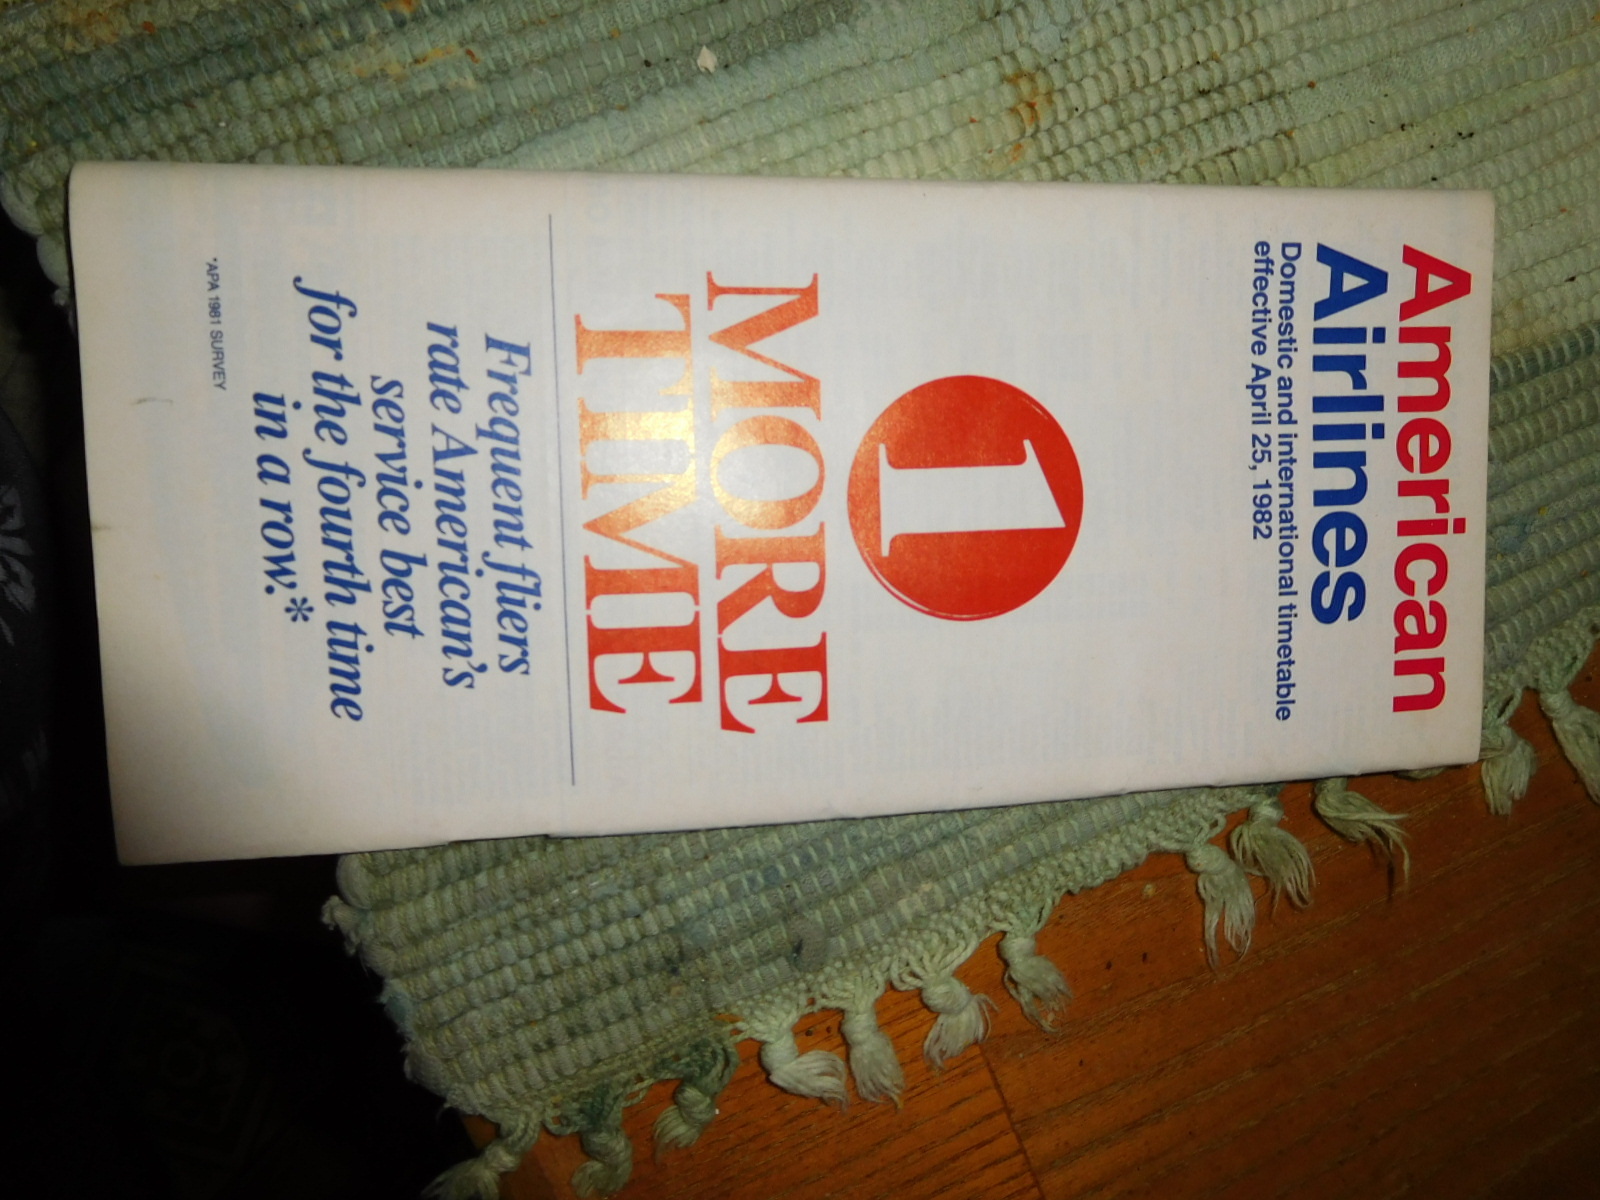 American
Airlines
Domestic and international timetable
effective April 25, 1982
1
MORE
TIME
Frequent fliers
rate American's
service best
for the fourth time
in a row.*
*APA 1981 SURVEY